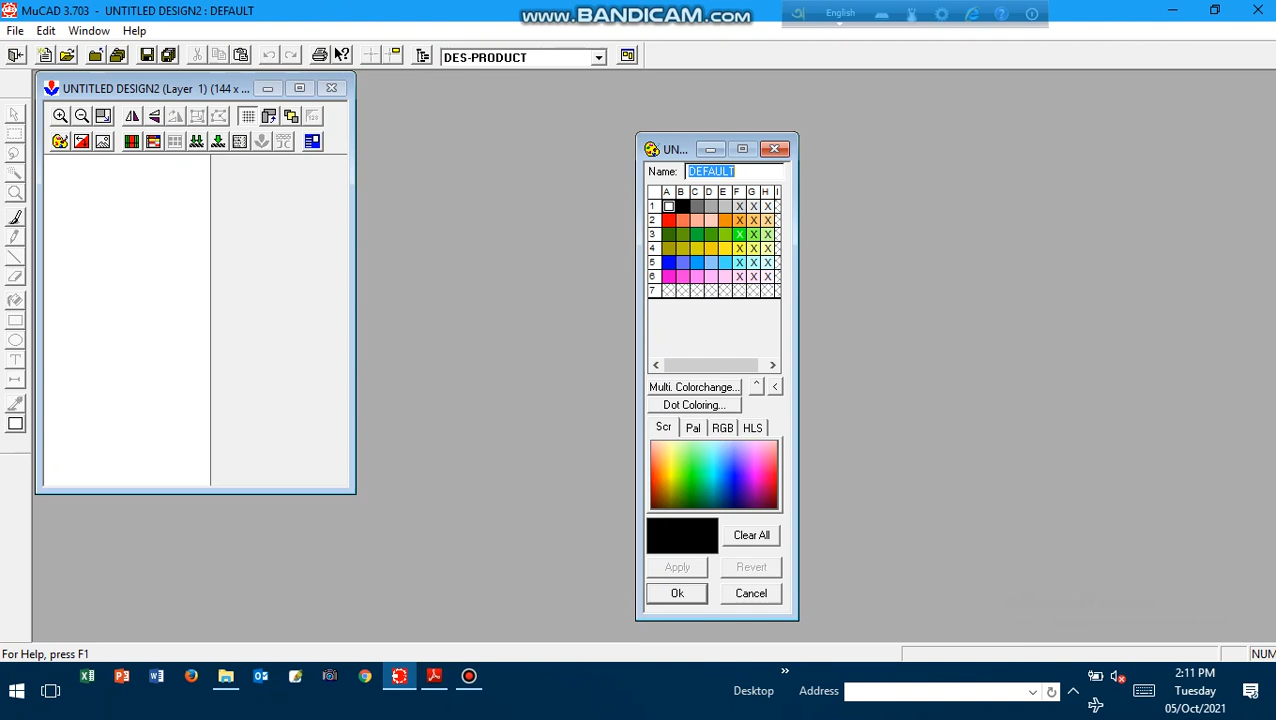 MuCAD 3.703 - UNTITLED DESIGN2 : DEFAULT
www.BANDICAM.com
English
File Edit Window Help
DES-PRODUCT
UNTITLED DESIGN2 (Layer 1) (144 x ...
UN...
Name: DEFAULT
A B C D E F G H I
1 X X X
2 X X X
3 X X X
4 X X X
5 X X X
6 X X X
7
Multi. Colorchange... ^ <
Dot Coloring...
Scr Pal RGB HLS
Clear All
Apply Revert
Ok Cancel
For Help, press F1
NUM
2:11 PM
Desktop Address
Tuesday
05/Oct/2021